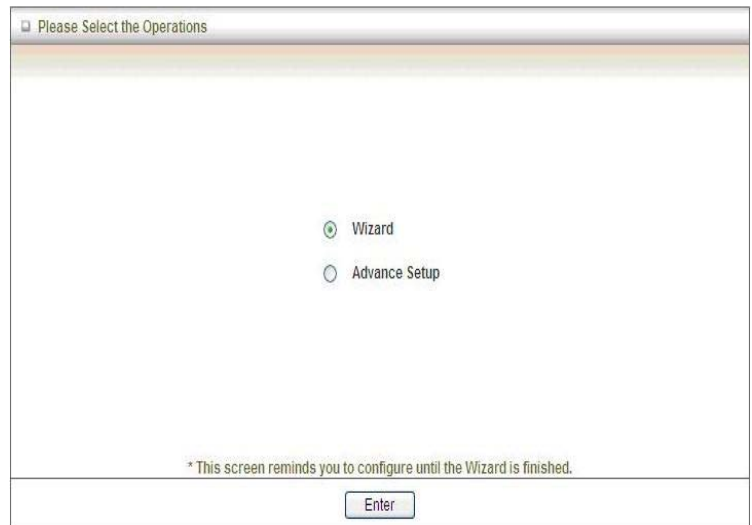 Please Select the Operations
Wizard
Advance Setup
* This screen reminds you to configure until the Wizard is finished.
Enter